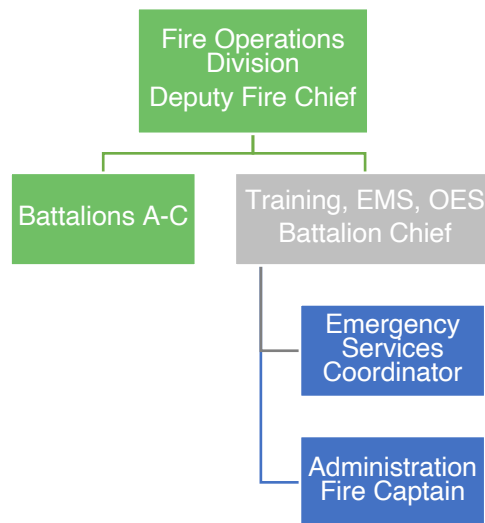 Fire Operations
Division
Deputy Fire Chief
Battalions A-C
Training, EMS, OES
Battalion Chief
Emergency
Services
Coordinator
Administration
Fire Captain